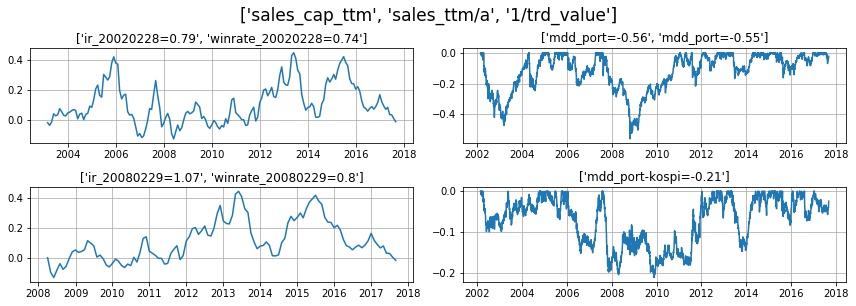 ['sales_cap_ttm', 'sales_ttm/a', '1/trd_value']
['ir_20020228=0.79', 'winrate_20020228=0.74']
0.4
0.2
0.0
2004 2006 2008 2010 2012 2014 2016 2018
['mdd_port=-0.56', 'mdd_port=-0.55']
0.0
−0.2
−0.4
2002 2004 2006 2008 2010 2012 2014 2016 2018
['ir_20080229=1.07', 'winrate_20080229=0.8']
0.4
0.2
0.0
2008 2009 2010 2011 2012 2013 2014 2015 2016 2017 2018
['mdd_port-kospi=-0.21']
0.0
−0.1
−0.2
2002 2004 2006 2008 2010 2012 2014 2016 2018